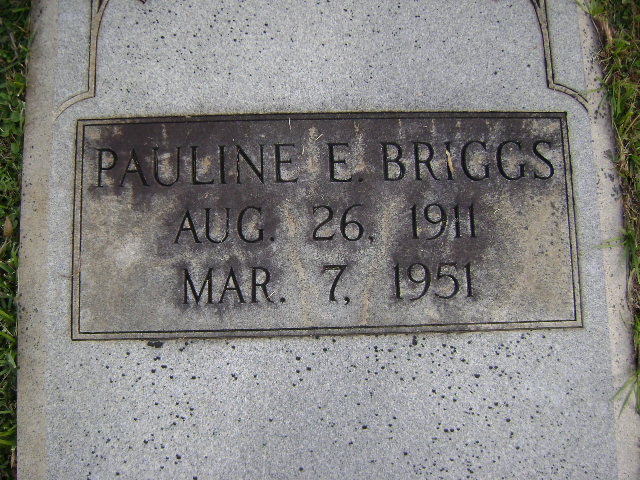 PAULINE E. BRIGGS
AUG. 26, 1911
MAR. 7, 1951